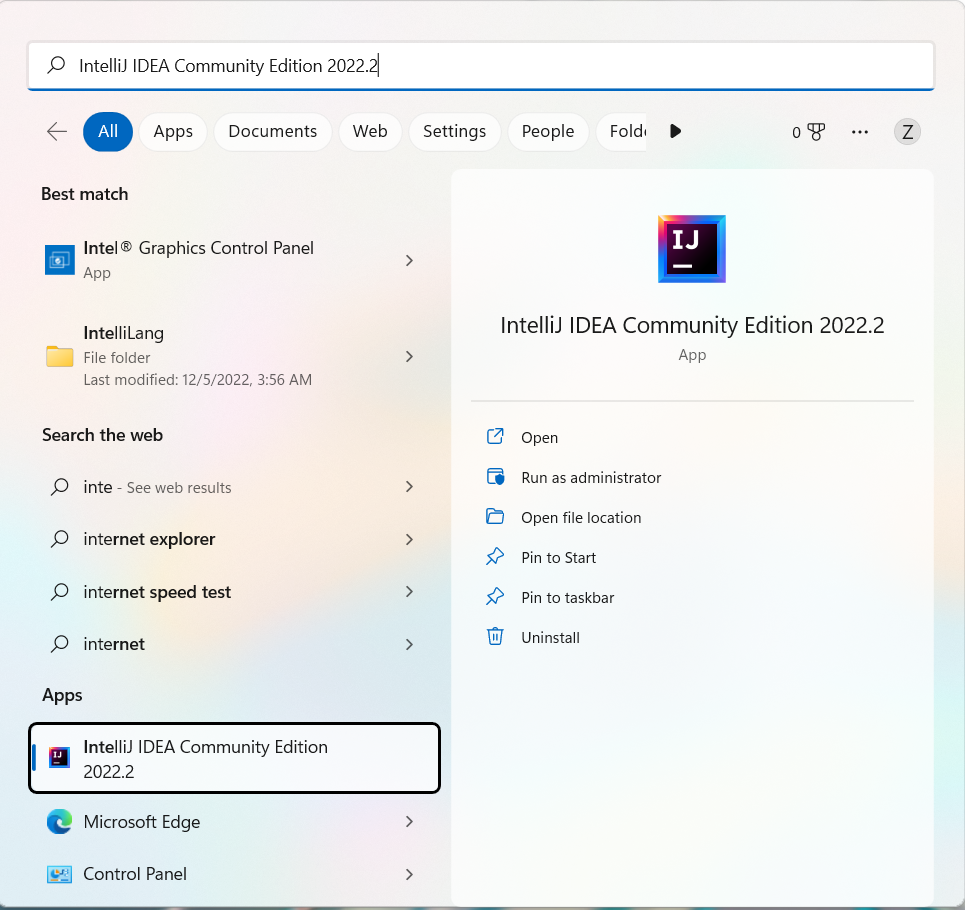 IntelliJ IDEA Community Edition 2022.2
All
Apps
Documents
Web
Settings
People
Folde
0
Z
Best match
Intel® Graphics Control Panel
App
IntelliLang
File folder
Last modified: 12/5/2022, 3:56 AM
Search the web
inte - See web results
internet explorer
internet speed test
internet
Apps
IntelliJ IDEA Community Edition
2022.2
Microsoft Edge
Control Panel
IJ
IntelliJ IDEA Community Edition 2022.2
App
Open
Run as administrator
Open file location
Pin to Start
Pin to taskbar
Uninstall